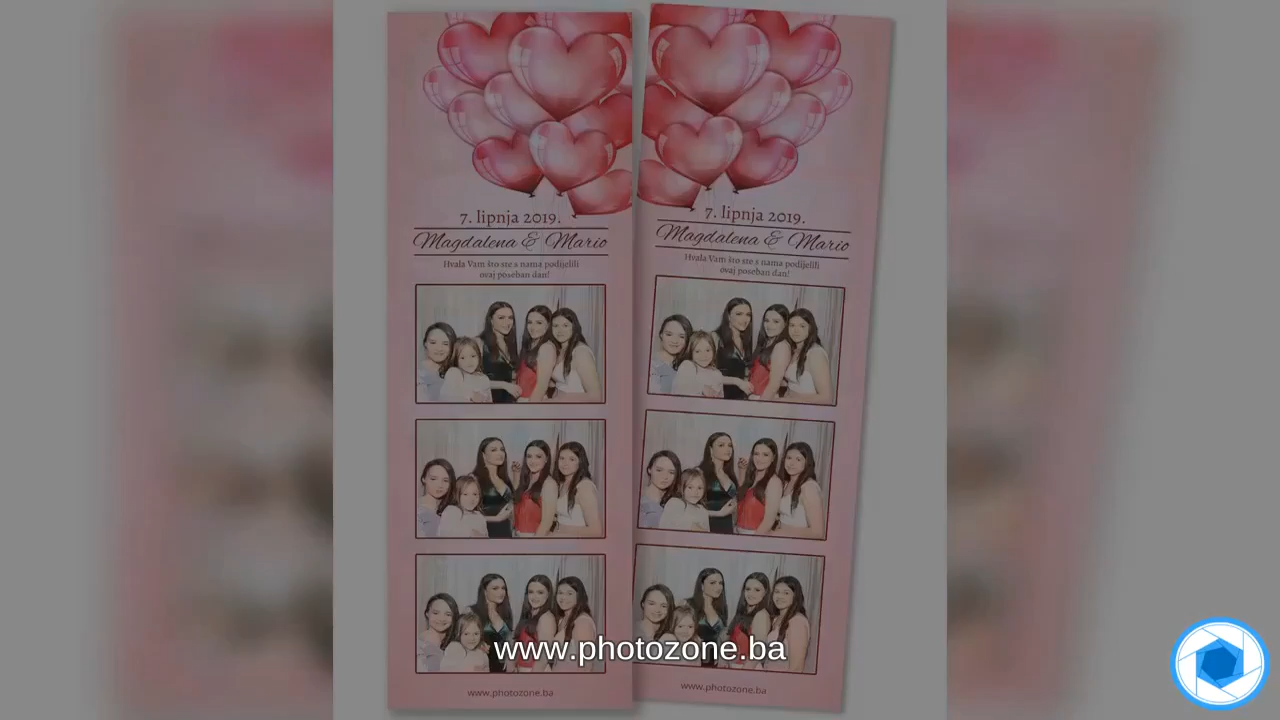 7. lipnja 2019.
Magdalena & Mario
Hvala Vam što ste s nama podijelili
ovaj poseban dan!
www.photozone.ba
7. lipnja 2019.
Magdalena & Mario
Hvala Vam što ste s nama podijelili
ovaj poseban dan!
www.photozone.ba
www.photozone.ba